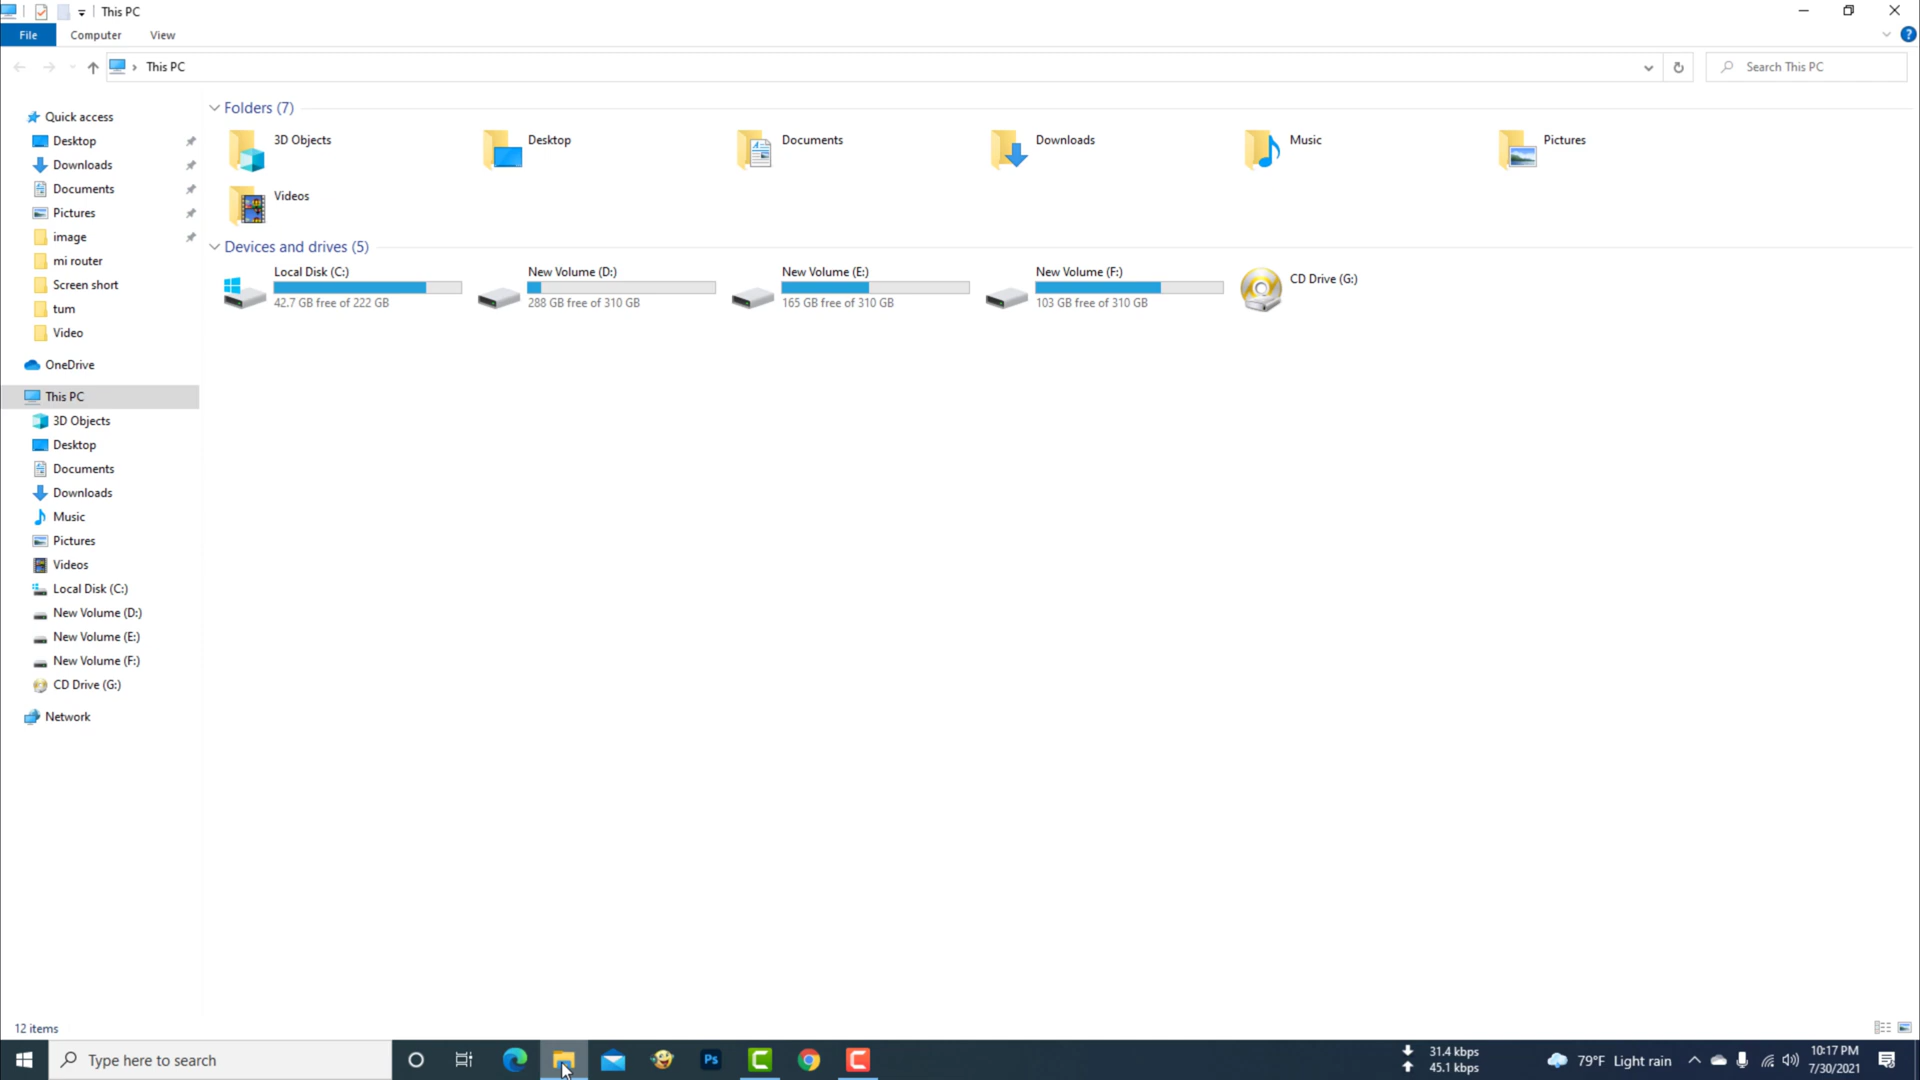 This PC
File Computer View
This PC
Search This PC
Quick access
Desktop
Downloads
Documents
Pictures
image
mi router
Screen short
tum
Video
OneDrive
This PC
3D Objects
Desktop
Documents
Downloads
Music
Pictures
Videos
Local Disk (C:)
New Volume (D:)
New Volume (E:)
New Volume (F:)
CD Drive (G:)
Network
Folders (7)
3D Objects
Desktop
Documents
Downloads
Music
Pictures
Videos
Devices and drives (5)
Local Disk (C:)
42.7 GB free of 222 GB
New Volume (D:)
288 GB free of 310 GB
New Volume (E:)
165 GB free of 310 GB
New Volume (F:)
103 GB free of 310 GB
CD Drive (G:)
12 items
Type here to search
Ps
31.4 kbps
45.1 kbps
79°F Light rain
10:17 PM
7/30/2021